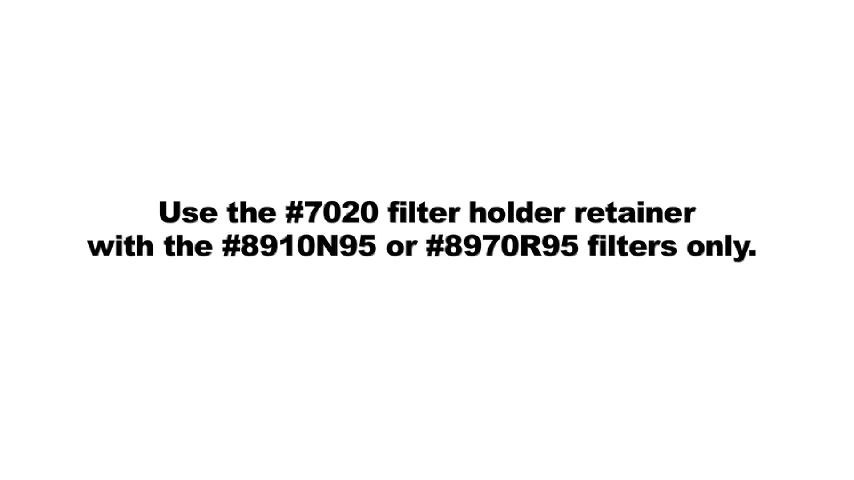 Use the #7020 filter holder retainer
with the #8910N95 or #8970R95 filters only.